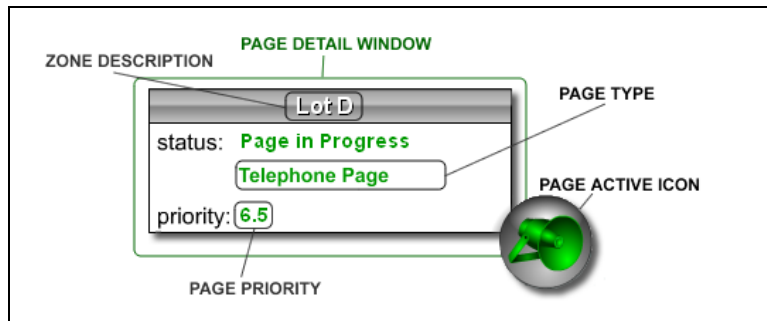 PAGE DETAIL WINDOW
ZONE DESCRIPTION
Lot D
PAGE TYPE
status: Page in Progress
Telephone Page
PAGE ACTIVE ICON
priority: 6.5
PAGE PRIORITY